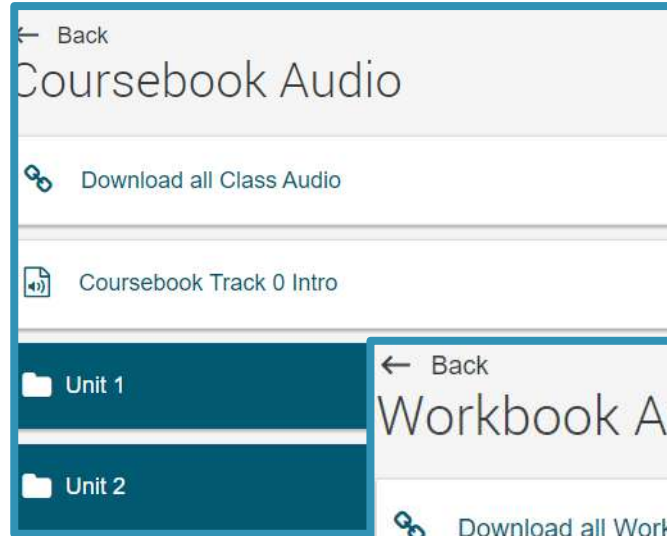 ← Back
Coursebook Audio
Download all Class Audio
Coursebook Track 0 Intro
Unit 1
Unit 2
← Back
Workbook A
Download all Work